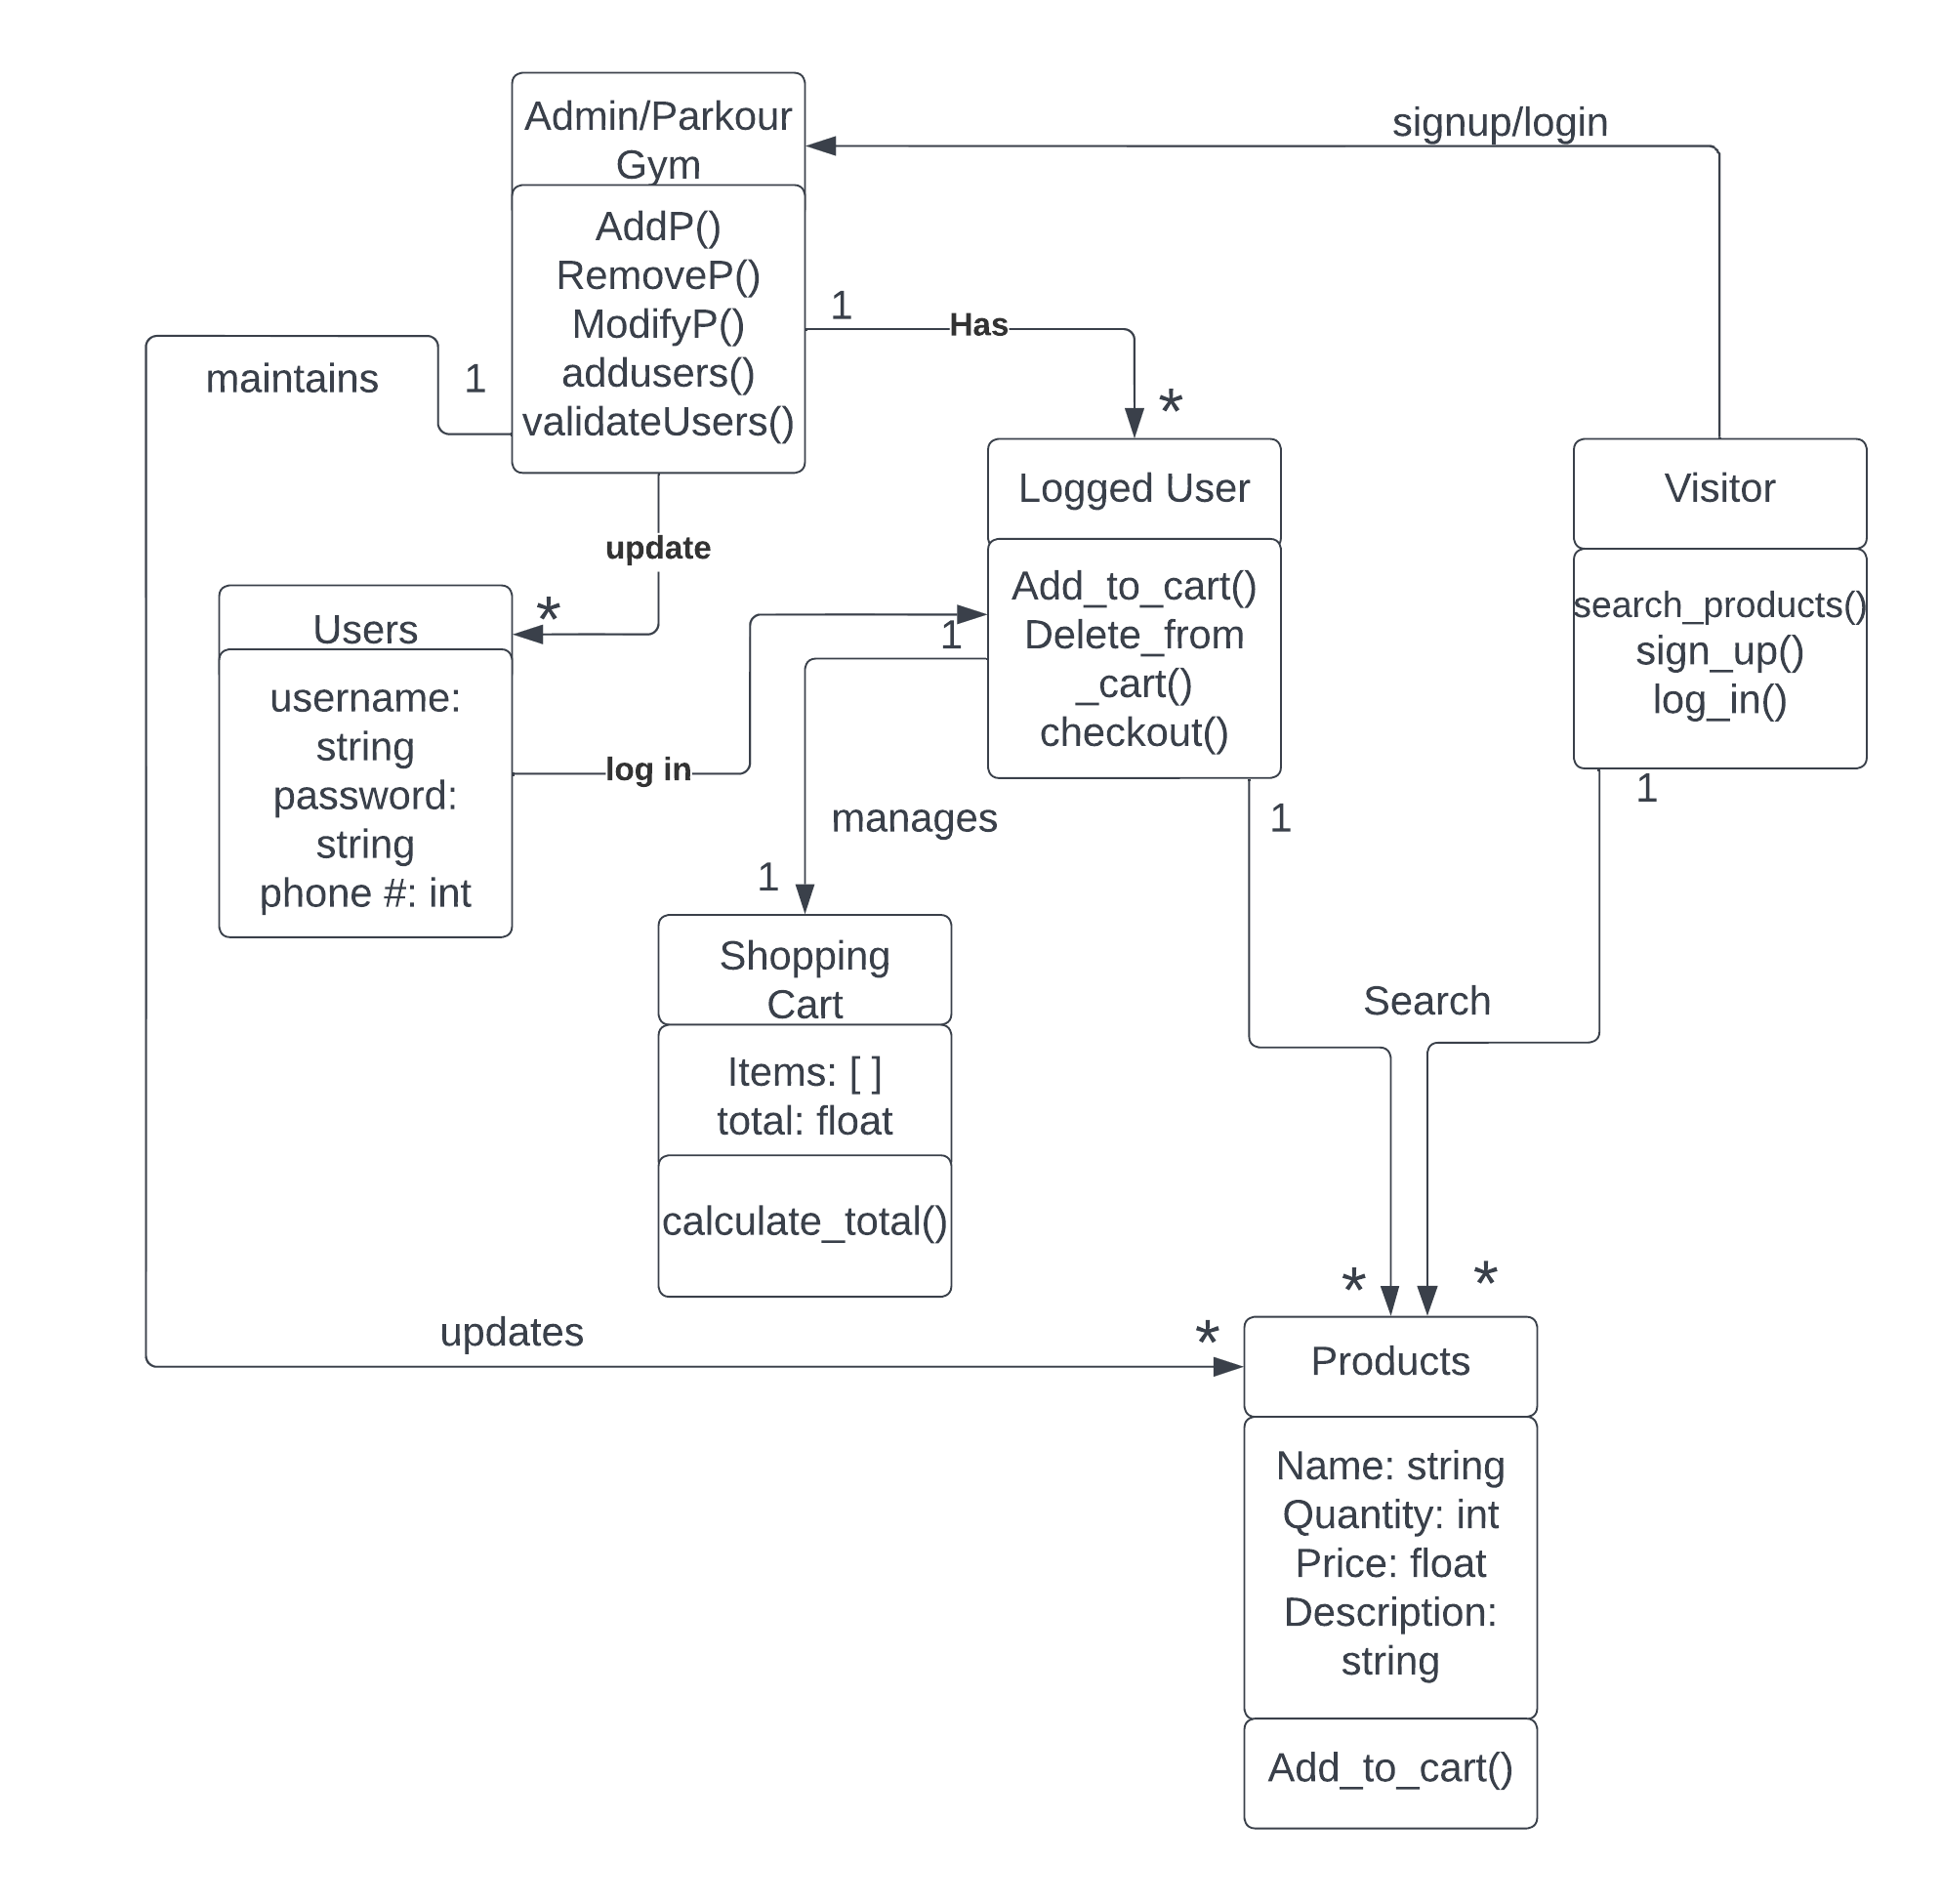 Admin/Parkour
Gym
AddP()
RemoveP()
ModifyP()
addusers()
validateUsers()
signup/login
1
Has
*
maintains
1
update
*
Logged User
Add_to_cart()
Delete_from
_cart()
checkout()
Visitor
search_products()
sign_up()
log_in()
Users
username:
string
password:
string
phone #: int
log in
1
manages
1
1
1
Search
Shopping
Cart
Items: [ ]
total: float
calculate_total()
updates
*
*
*
Products
Name: string
Quantity: int
Price: float
Description:
string
Add_to_cart()